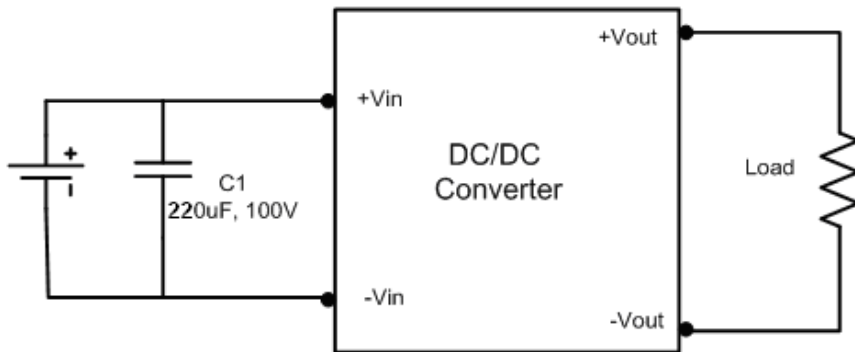 +Vout
+Vin
+
-
DC/DC
Converter
Load
C1
220uF, 100V
-Vin
-Vout